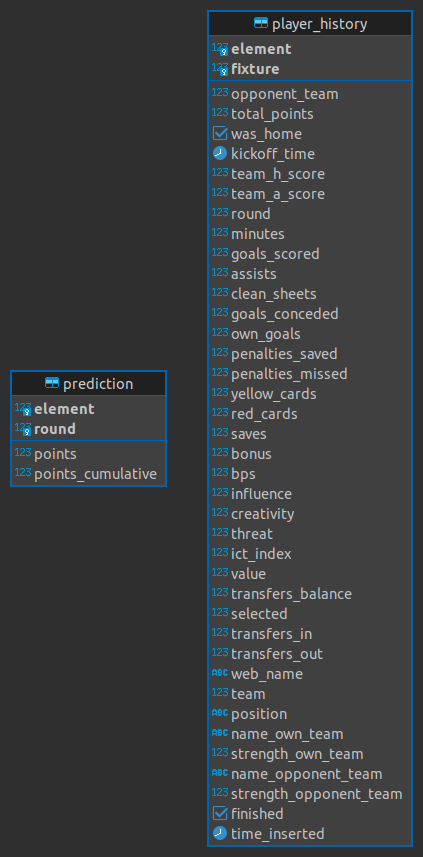 player_history
123 element
123 fixture
123 opponent_team
123 total_points
was_home
kickoff_time
123 team_h_score
123 team_a_score
123 round
123 minutes
123 goals_scored
123 assists
123 clean_sheets
123 goals_conceded
123 own_goals
123 penalties_saved
123 penalties_missed
123 yellow_cards
123 red_cards
123 saves
123 bonus
123 bps
123 influence
123 creativity
123 threat
123 ict_index
123 value
123 transfers_balance
123 selected
123 transfers_in
123 transfers_out
ABC web_name
123 team
ABC position
ABC name_own_team
123 strength_own_team
ABC name_opponent_team
123 strength_opponent_team
finished
time_inserted
prediction
123 element
123 round
123 points
123 points_cumulative